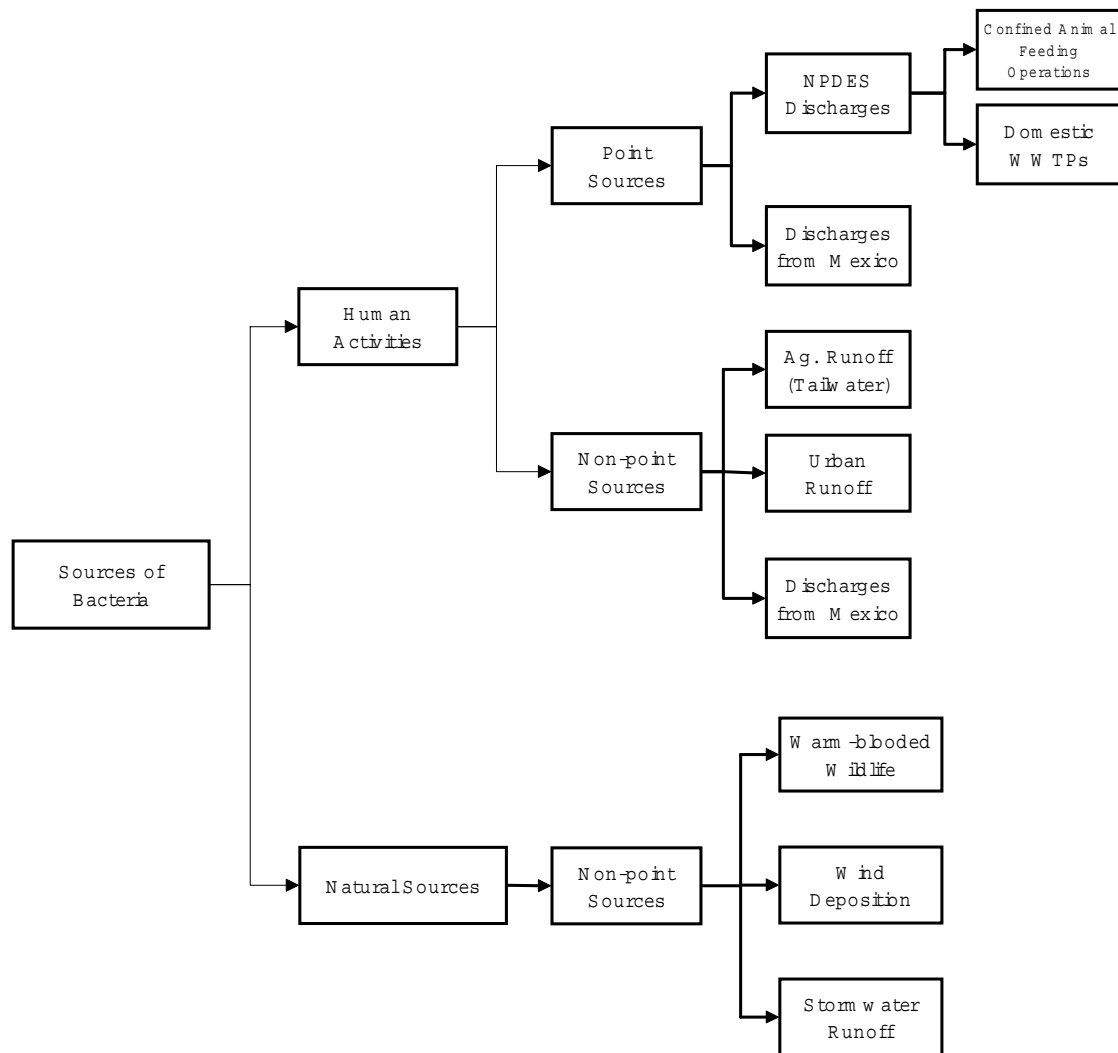 Confined Animal
Feeding
Operations
NPDES
Discharges
Domestic
WWTPs
Point
Sources
Discharges
from Mexico
Human
Activities
Ag. Runoff
(Tailwater)
Non-point
Sources
Urban
Runoff
Sources of
Bacteria
Discharges
from Mexico
Warm-blooded
Wildlife
Natural Sources
Non-point
Sources
Wind
Deposition
Stormwater
Runoff